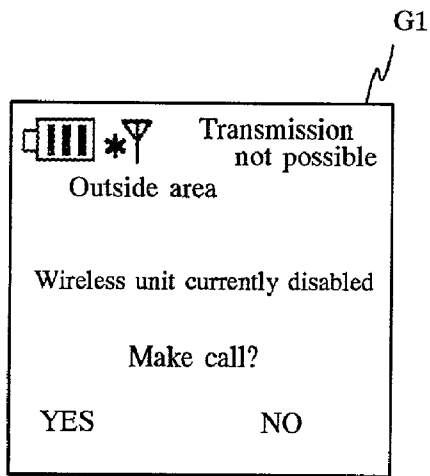 G1
Transmission
not possible
Outside area
Wireless unit currently disabled
Make call?
YES NO